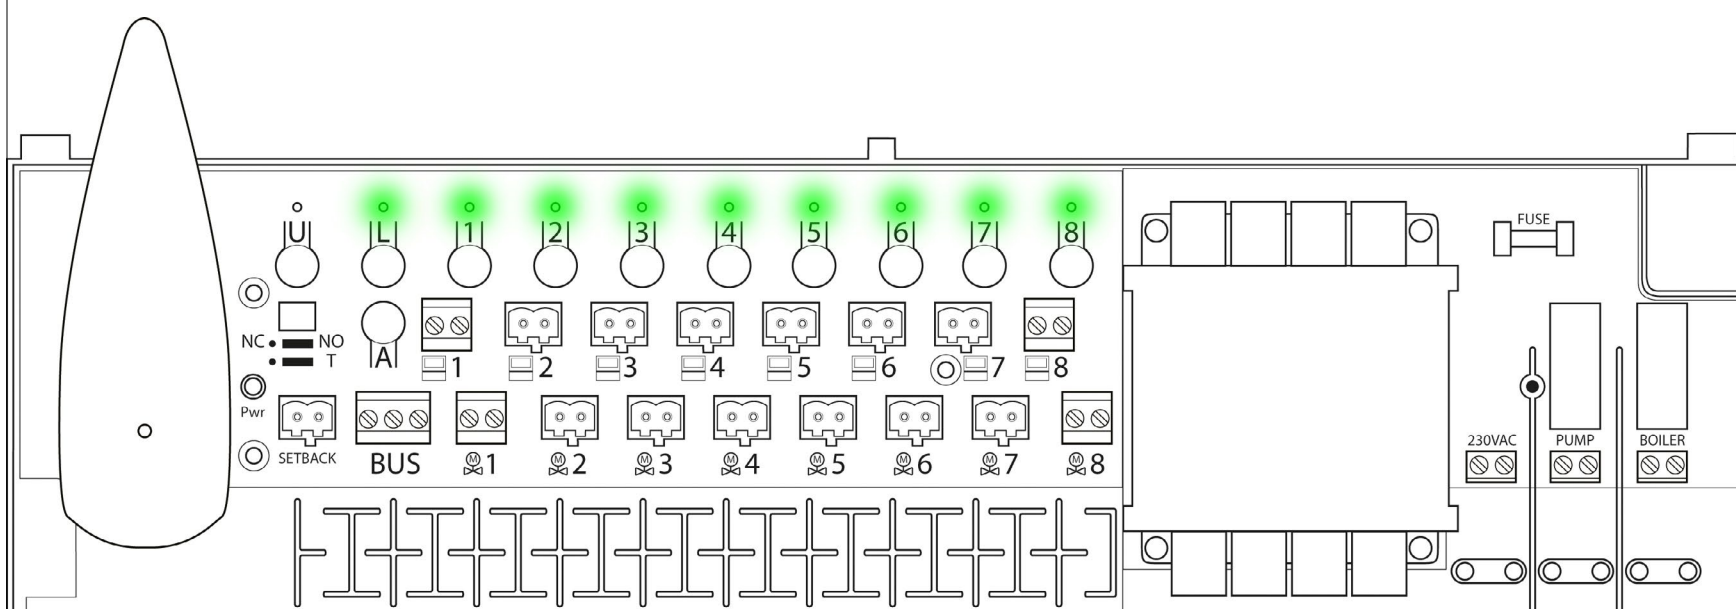 U L 1 2 3 4 5 6 7 8
FUSE
NC NO
T
A
1 2 3 4 5 6 7 8
Pwr
SETBACK
BUS
M 1 M 2 M 3 M 4 M 5 M 6 M 7 M 8
230VAC PUMP BOILER